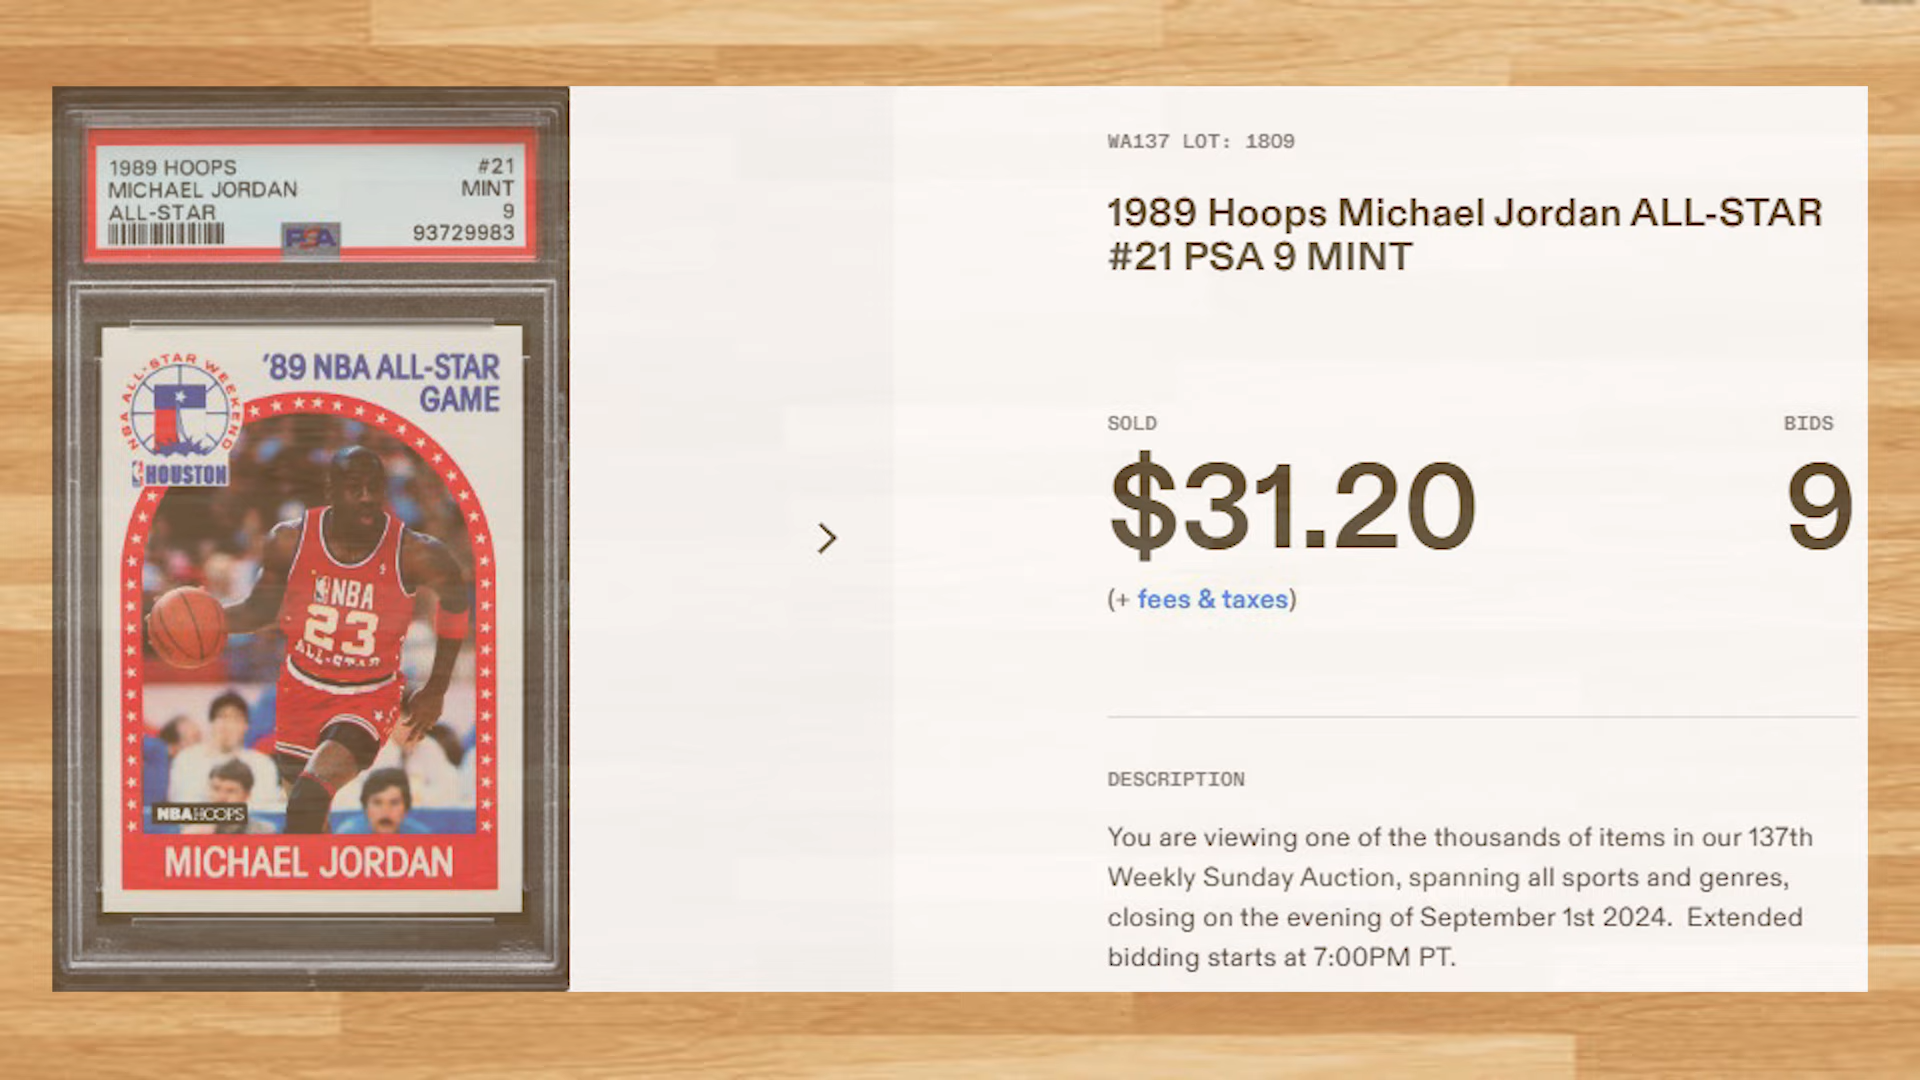 1989 HOOPS #21
MICHAEL JORDAN MINT
ALL-STAR 9
PSA 93729983
NBA ALL-STAR WEEKEND
HOUSTON
'89 NBA ALL-STAR
GAME
NBA
23
ALL-STAR
NBA HOOPS
MICHAEL JORDAN
WA137 LOT: 1809
1989 Hoops Michael Jordan ALL-STAR
#21 PSA 9 MINT
SOLD BIDS
$31.20 9
(+ fees & taxes)
DESCRIPTION
You are viewing one of the thousands of items in our 137th
Weekly Sunday Auction, spanning all sports and genres,
closing on the evening of September 1st 2024. Extended
bidding starts at 7:00PM PT.